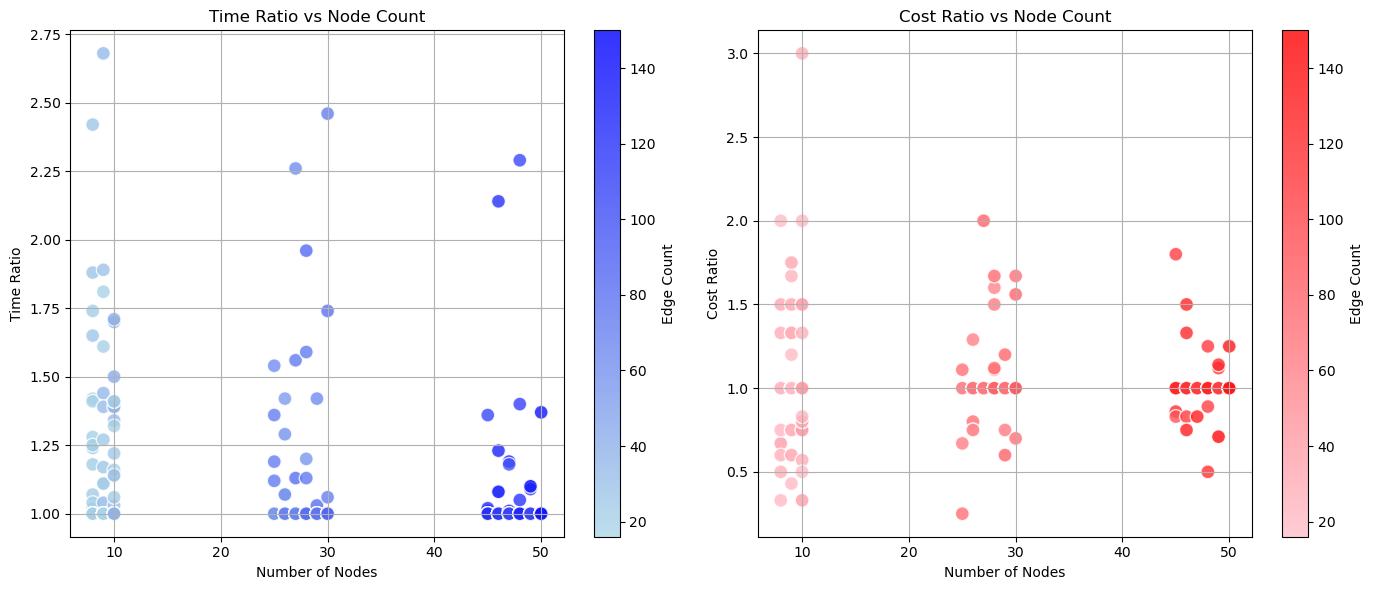 Time Ratio vs Node Count
Time Ratio
2.75
2.50
2.25
2.00
1.75
1.50
1.25
1.00
10 20 30 40 50
Number of Nodes
140
120
100
80
60
40
20
Edge Count
Cost Ratio vs Node Count
Cost Ratio
3.0
2.5
2.0
1.5
1.0
0.5
10 20 30 40 50
Number of Nodes
140
120
100
80
60
40
20
Edge Count